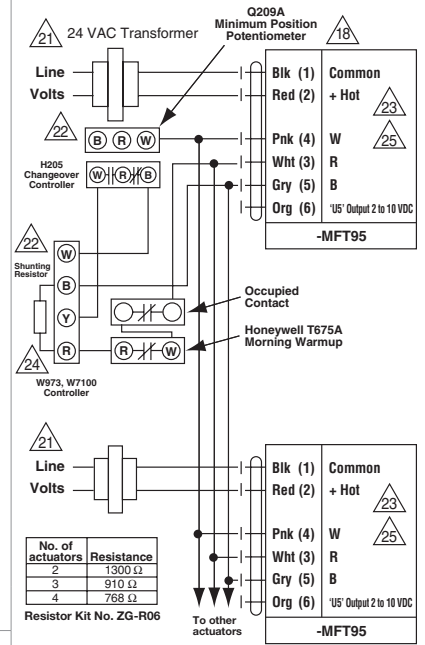 Q209A
Minimum Position
Potentiometer
21
24 VAC Transformer
18
Line
Volts
Blk (1) Common
Red (2) + Hot
23
Pnk (4) W
25
Wht (3) R
Gry (5) B
Org (6) 'U5' Output 2 to 10 VDC
-MFT95
22
B R W
H205
Changeover
Controller
W R B
22
Shunting
Resistor
W
B
Y
R
24
W973, W7100
Controller
Occupied
Contact
R W
Honeywell T675A
Morning Warmup
21
Line
Volts
Blk (1) Common
Red (2) + Hot
23
Pnk (4) W
25
Wht (3) R
Gry (5) B
Org (6) 'U5' Output 2 to 10 VDC
-MFT95
No. of
actuators Resistance
2 1300 Ω
3 910 Ω
4 768 Ω
Resistor Kit No. ZG-R06
To other
actuators